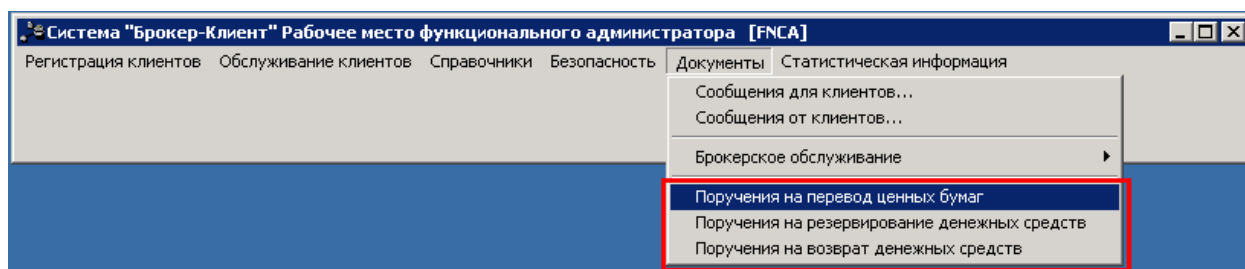 Система "Брокер-Клиент" Рабочее место функционального администратора [FNCA]
Регистрация клиентов Обслуживание клиентов Справочники Безопасность Документы Статистическая информация
Сообщения для клиентов...
Сообщения от клиентов...
Брокерское обслуживание
Поручения на перевод ценных бумаг
Поручения на резервирование денежных средств
Поручения на возврат денежных средств